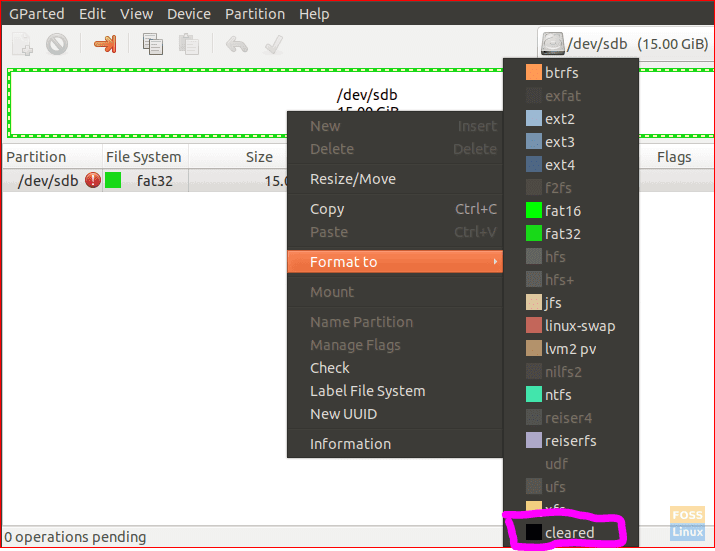 GParted Edit View Device Partition Help
/dev/sdb (15.00 GiB)
/dev/sdb
15.00 GiB
Partition File System Size Flags
/dev/sdb fat32 15.0
New Insert
Delete Delete
Resize/Move
Copy Ctrl+C
Paste Ctrl+V
Format to
Mount
Name Partition
Manage Flags
Check
Label File System
New UUID
Information
btrfs
exfat
ext2
ext3
ext4
f2fs
fat16
fat32
hfs
hfs+
jfs
linux-swap
lvm2 pv
nilfs2
ntfs
reiser4
reiserfs
udf
ufs
xfs
cleared
0 operations pending
FOSS
Linux